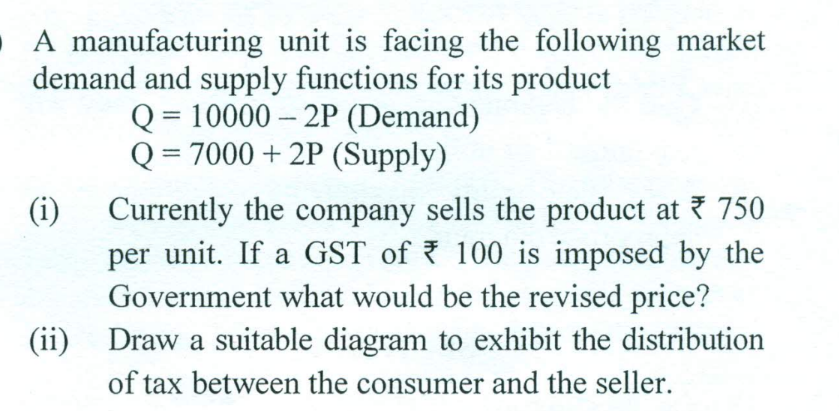 A manufacturing unit is facing the following market
demand and supply functions for its product
Q = 10000 – 2P (Demand)
Q = 7000 + 2P (Supply)
(i) Currently the company sells the product at ₹ 750
per unit. If a GST of ₹ 100 is imposed by the
Government what would be the revised price?
(ii) Draw a suitable diagram to exhibit the distribution
of tax between the consumer and the seller.